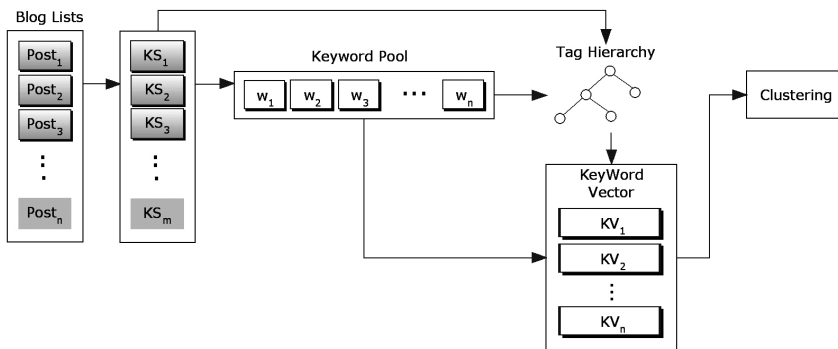 Blog Lists
Post1
Post2
Post3
Postn
KS1
KS2
KS3
KSm
Keyword Pool
w1 w2 w3 ... wn
Tag Hierarchy
KeyWord
Vector
KV1
KV2
KVn
Clustering